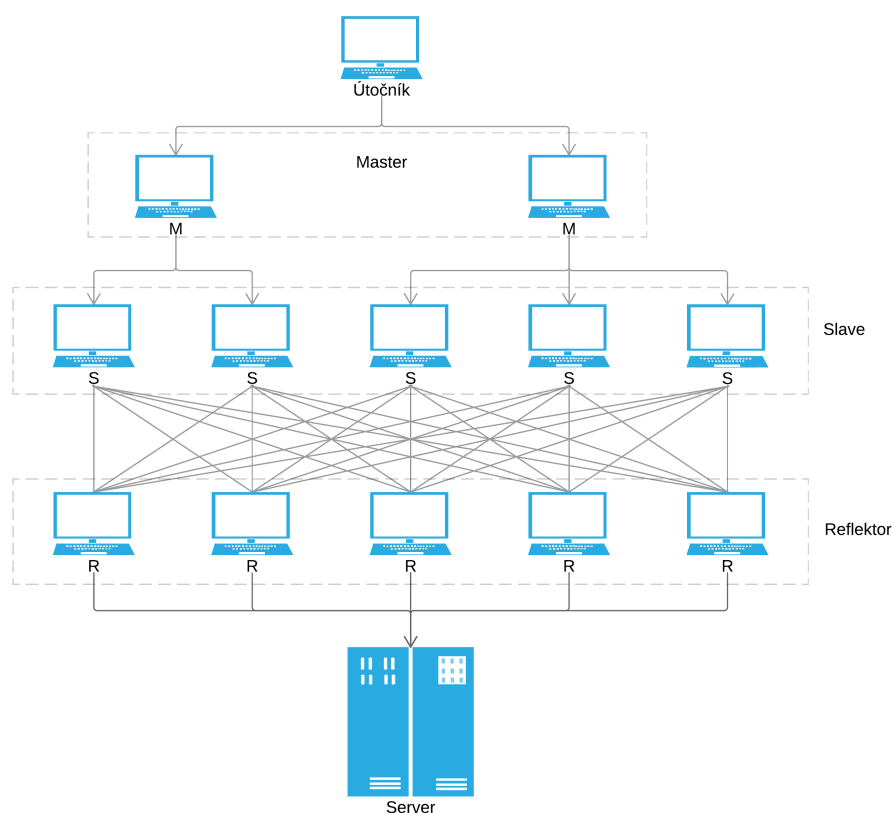 Útočník
Master
M M
S S S S S
Slave
R R R R R
Reflektor
Server